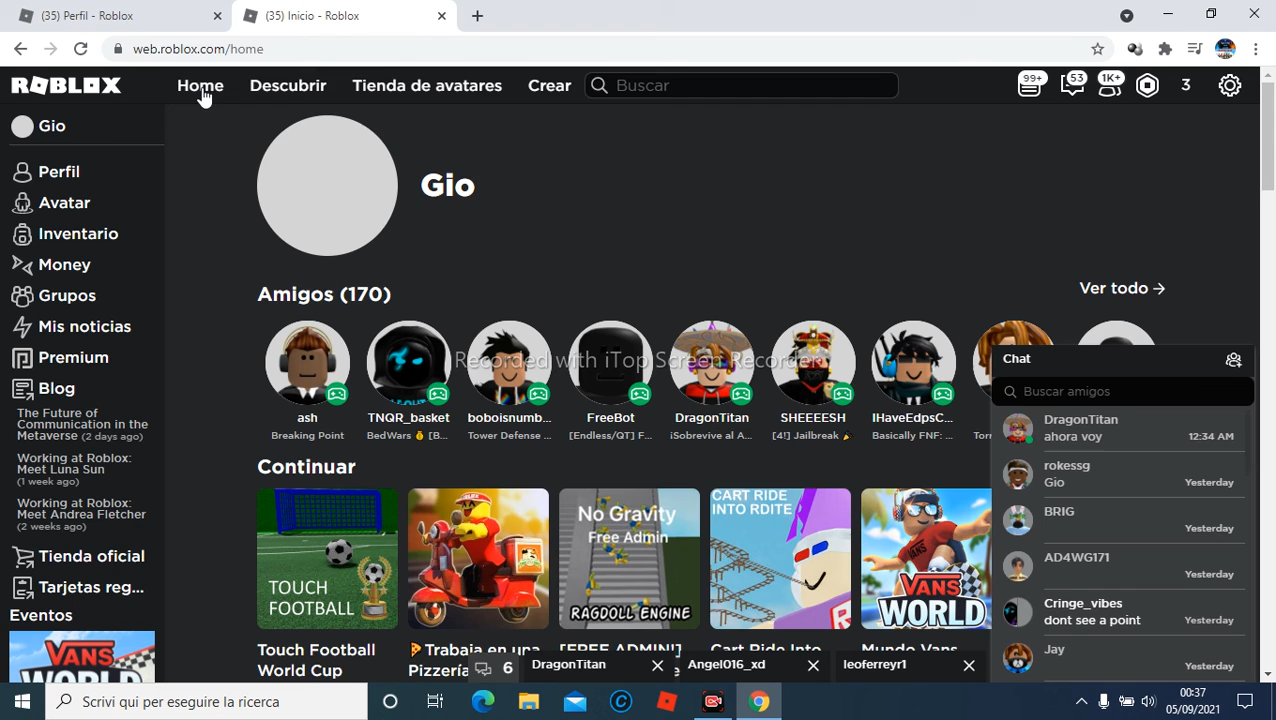 (35) Perfil - Roblox
(35) Inicio - Roblox
web.roblox.com/home
ROBLOX
Home
Descubrir
Tienda de avatares
Crear
Buscar
99+
53
1K+
3
Gio
Perfil
Avatar
Inventario
Money
Grupos
Mis noticias
Premium
Blog
The Future of
Communication in the
Metaverse (2 days ago)
Working at Roblox:
Meet Luna Sun
(1 week ago)
Working at Roblox:
Meet Andrea Fletcher
(2 weeks ago)
Tienda oficial
Tarjetas reg...
Eventos
VANS
Gio
Amigos (170)
Ver todo
Recorded with iTop Screen Recorder
ash
Breaking Point
TNQR_basket
BedWars 💰 [B...
boboisnumb...
Tower Defense ...
FreeBot
[Endless/QT] F...
DragonTitan
¡Sobrevive al A...
SHEEEESH
[4!] Jailbreak
IHaveEdpsC...
Basically FNF: ...
Continuar
TOUCH
FOOTBALL
No Gravity
Free Admin
RAGDOLL ENGINE
CART RIDE
INTO RDITE
VANS
WORLD
Touch Football
World Cup
🍕Trabaja en un...
Pizzería
[FREE ADMIN!]
Cart Ride Into
Mundo Vans
Chat
Buscar amigos
DragonTitan
ahora voy
12:34 AM
rokessg
Gio
Yesterday
BRIG
Yesterday
AD4WG171
Yesterday
Cringe_vibes
dont see a point
Yesterday
Jay
Yesterday
6
DragonTitan
Angel016_xd
leoferreyr1
Scrivi qui per eseguire la ricerca
00:37
05/09/2021